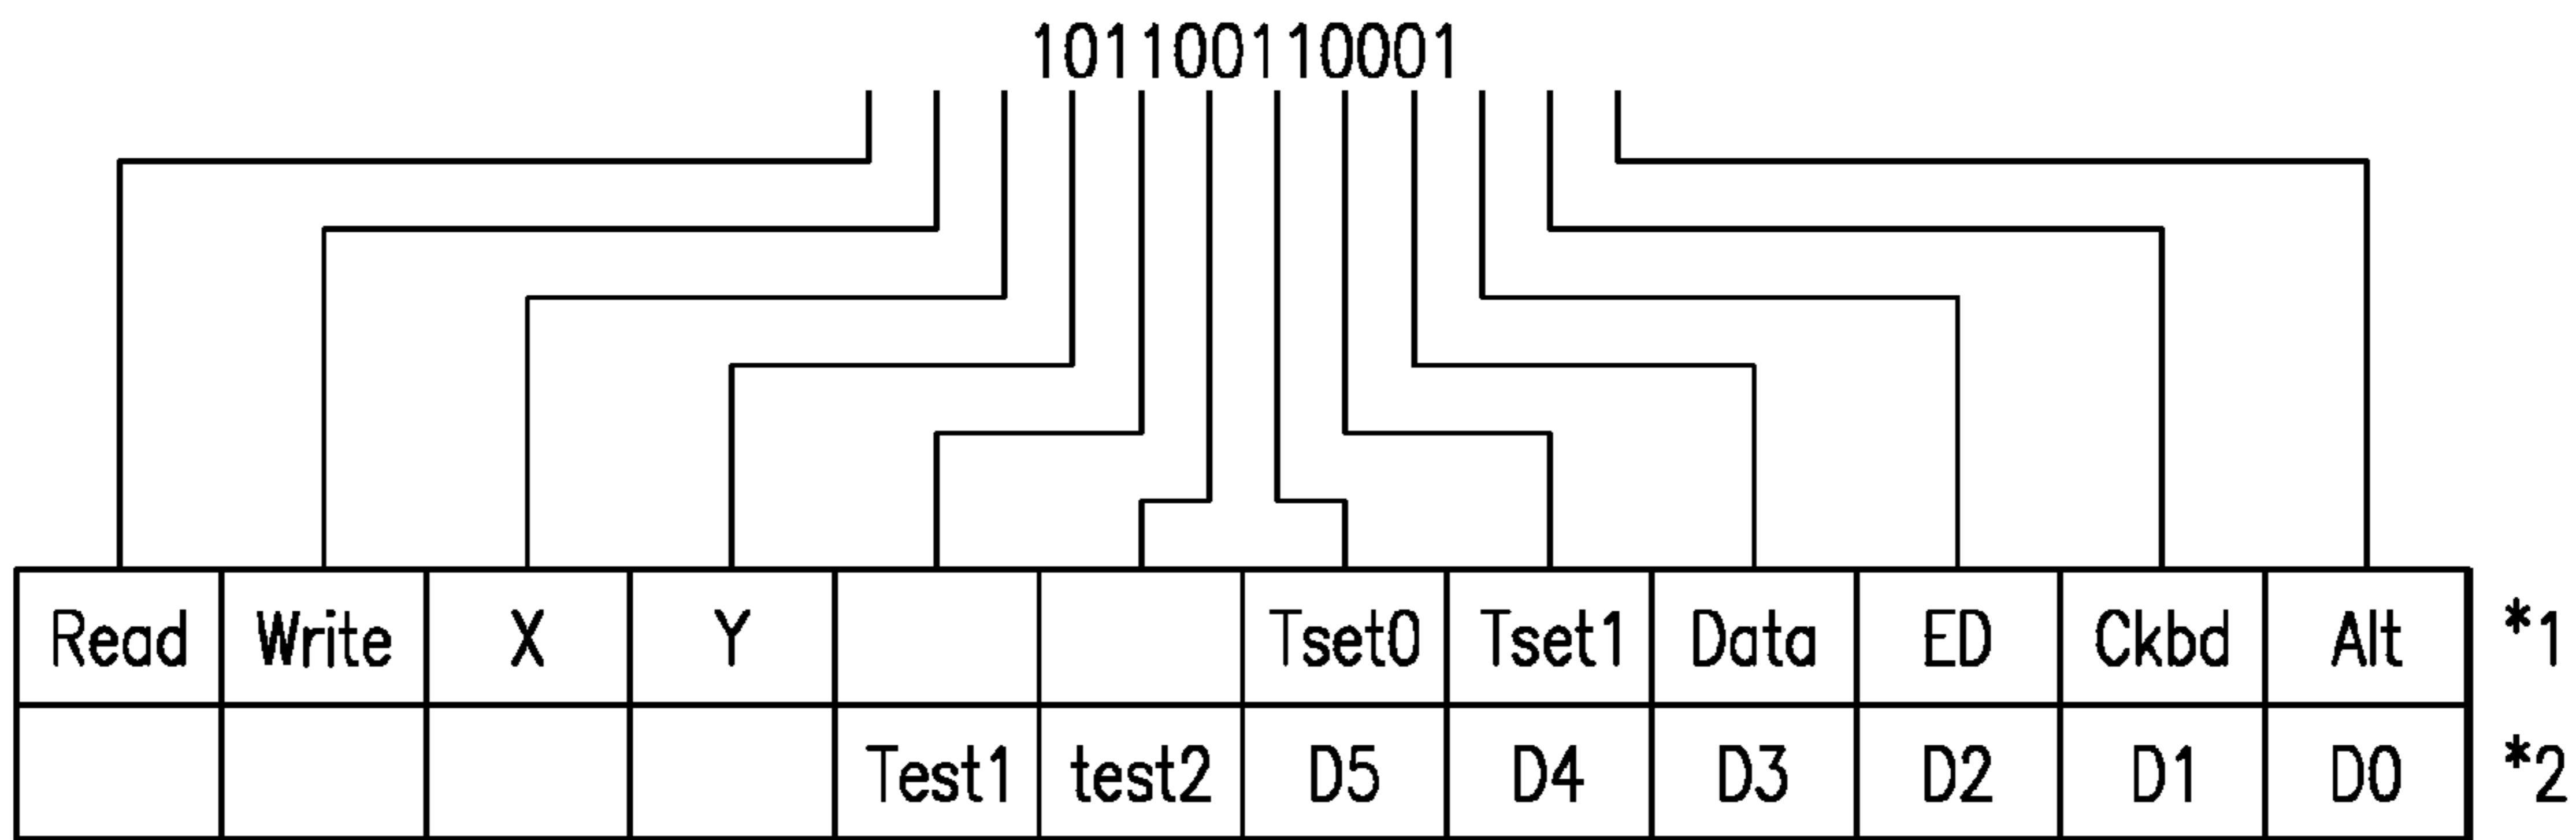 101100110001
Read Write X Y Tset0 Tset1 Data ED Ckbd Alt *1
Test1 test2 D5 D4 D3 D2 D1 D0 *2